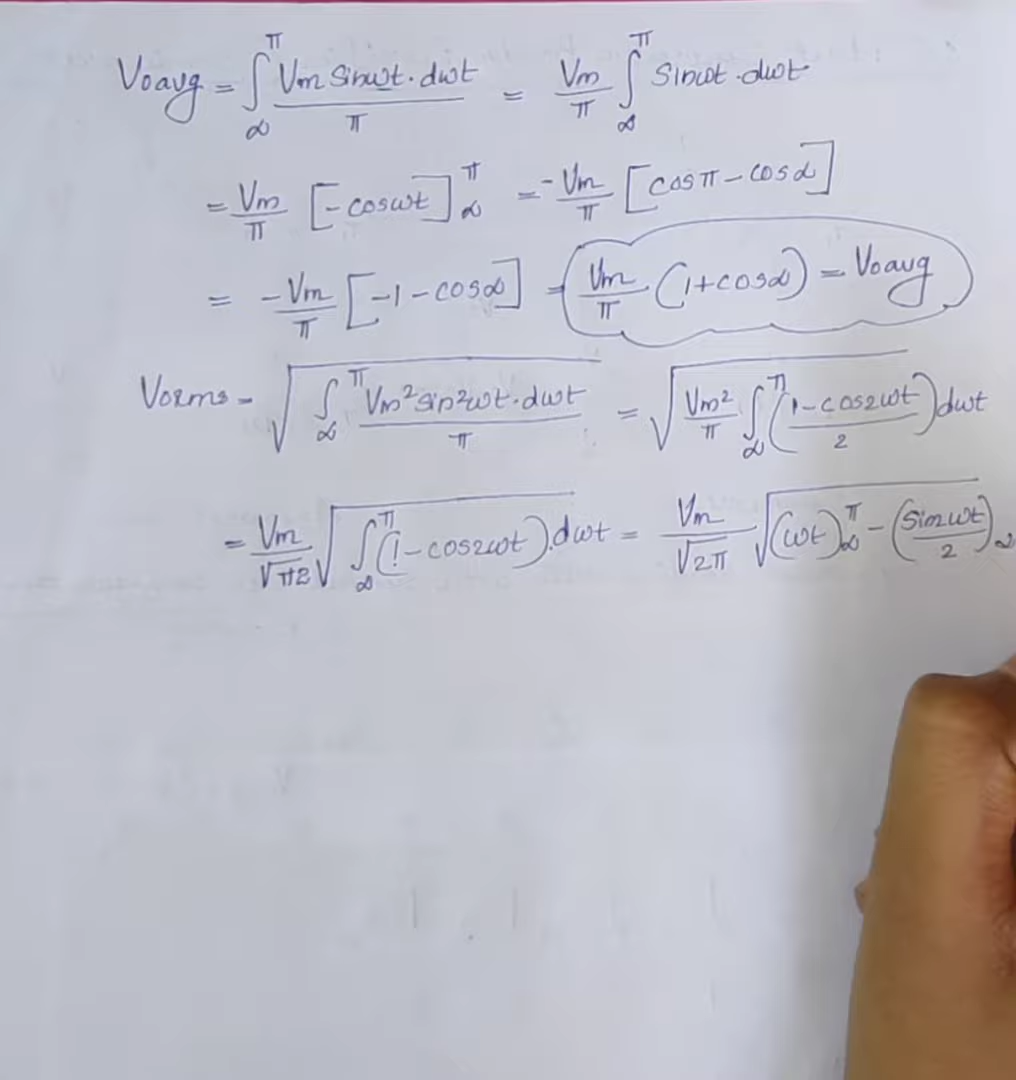 Voavg = ∫_α^π Vm Sinωt · dωt / π = Vm/π ∫_α^π Sinωt · dωt
= Vm/π [-cosωt]_α^π = -Vm/π [cosπ - cosα]
= -Vm/π [-1 - cosα] = Vm/π (1+cosα) = Voavg
Vorms = √(∫_α^π Vm² sin²ωt · dωt / π) = √(Vm²/π ∫_α^π (1-cos2ωt / 2) dωt
= Vm/√π2 √(∫_α^π (1-cos2ωt) · dωt = Vm/√2π √((ωt)_α^π - (Sin2ωt / 2)_α